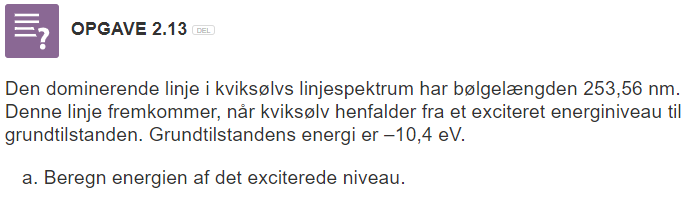 OPGAVE 2.13 DEL
Den dominerende linje i kviksølvs linjespektrum har bølgelængden 253,56 nm.
Denne linje fremkommer, når kviksølv henfalder fra et exciteret energiniveau til
grundtilstanden. Grundtilstandens energi er –10,4 eV.
a. Beregn energien af det exciterede niveau.